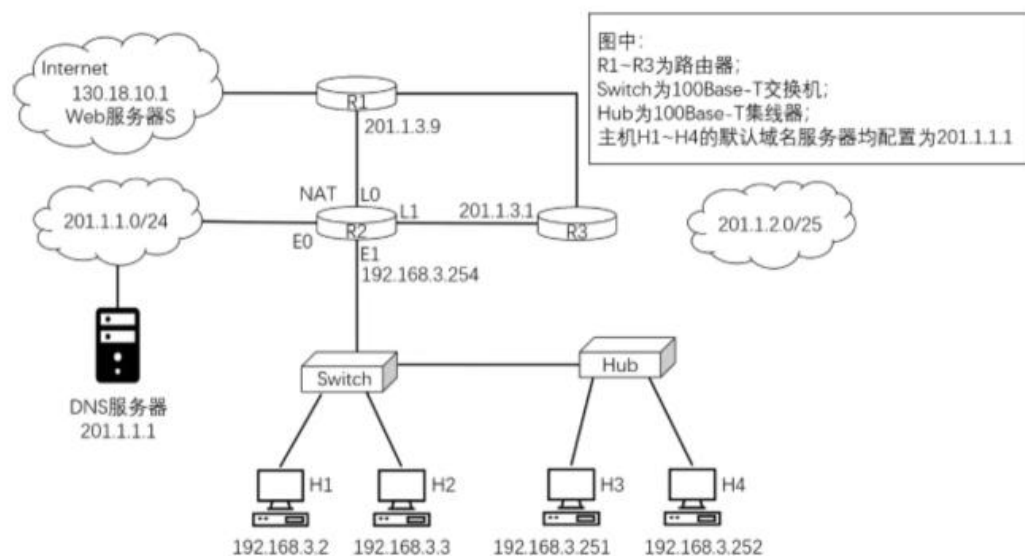 图中：
R1~R3为路由器；
Switch为100Base-T交换机；
Hub为100Base-T集线器；
主机H1~H4的默认域名服务器均配置为201.1.1.1
Internet
130.18.10.1
Web服务器S
R1
201.1.3.9
NAT
L0
201.1.1.0/24
E0
R2
L1
201.1.3.1
R3
201.1.2.0/25
E1
192.168.3.254
Switch
Hub
DNS服务器
201.1.1.1
H1
H2
H3
H4
192.168.3.2
192.168.3.3
192.168.3.251
192.168.3.252